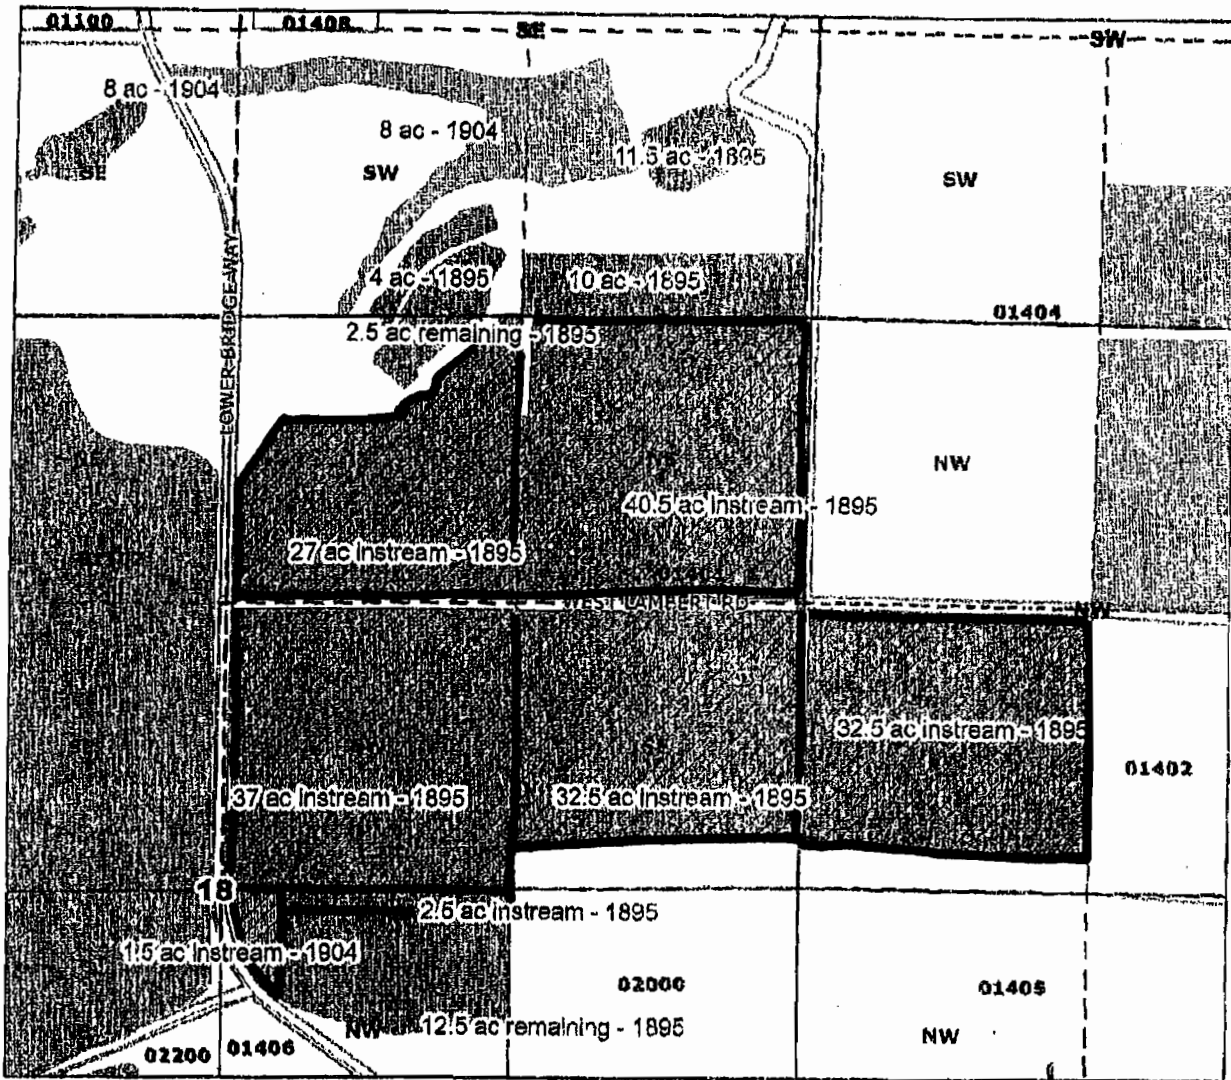 01100
01408
SE
SW
8 ac - 1904
8 ac - 1904
11.5 ac - 1895
SE
SW
SW
LOWER BRIDGE WAY
4 ac - 1895
10 ac - 1895
01404
2.5 ac remaining - 1895
NW
40.5 ac Instream - 1895
27 ac Instream - 1895
WEST LAMBERT RD
NW
32.5 ac instream - 1895
01402
37 ac Instream - 1895
32.5 ac Instream - 1895
18
2.5 ac instream - 1895
1.5 ac Instream - 1904
02000
01405
NW
12.5 ac remaining - 1895
NW
02200
01406